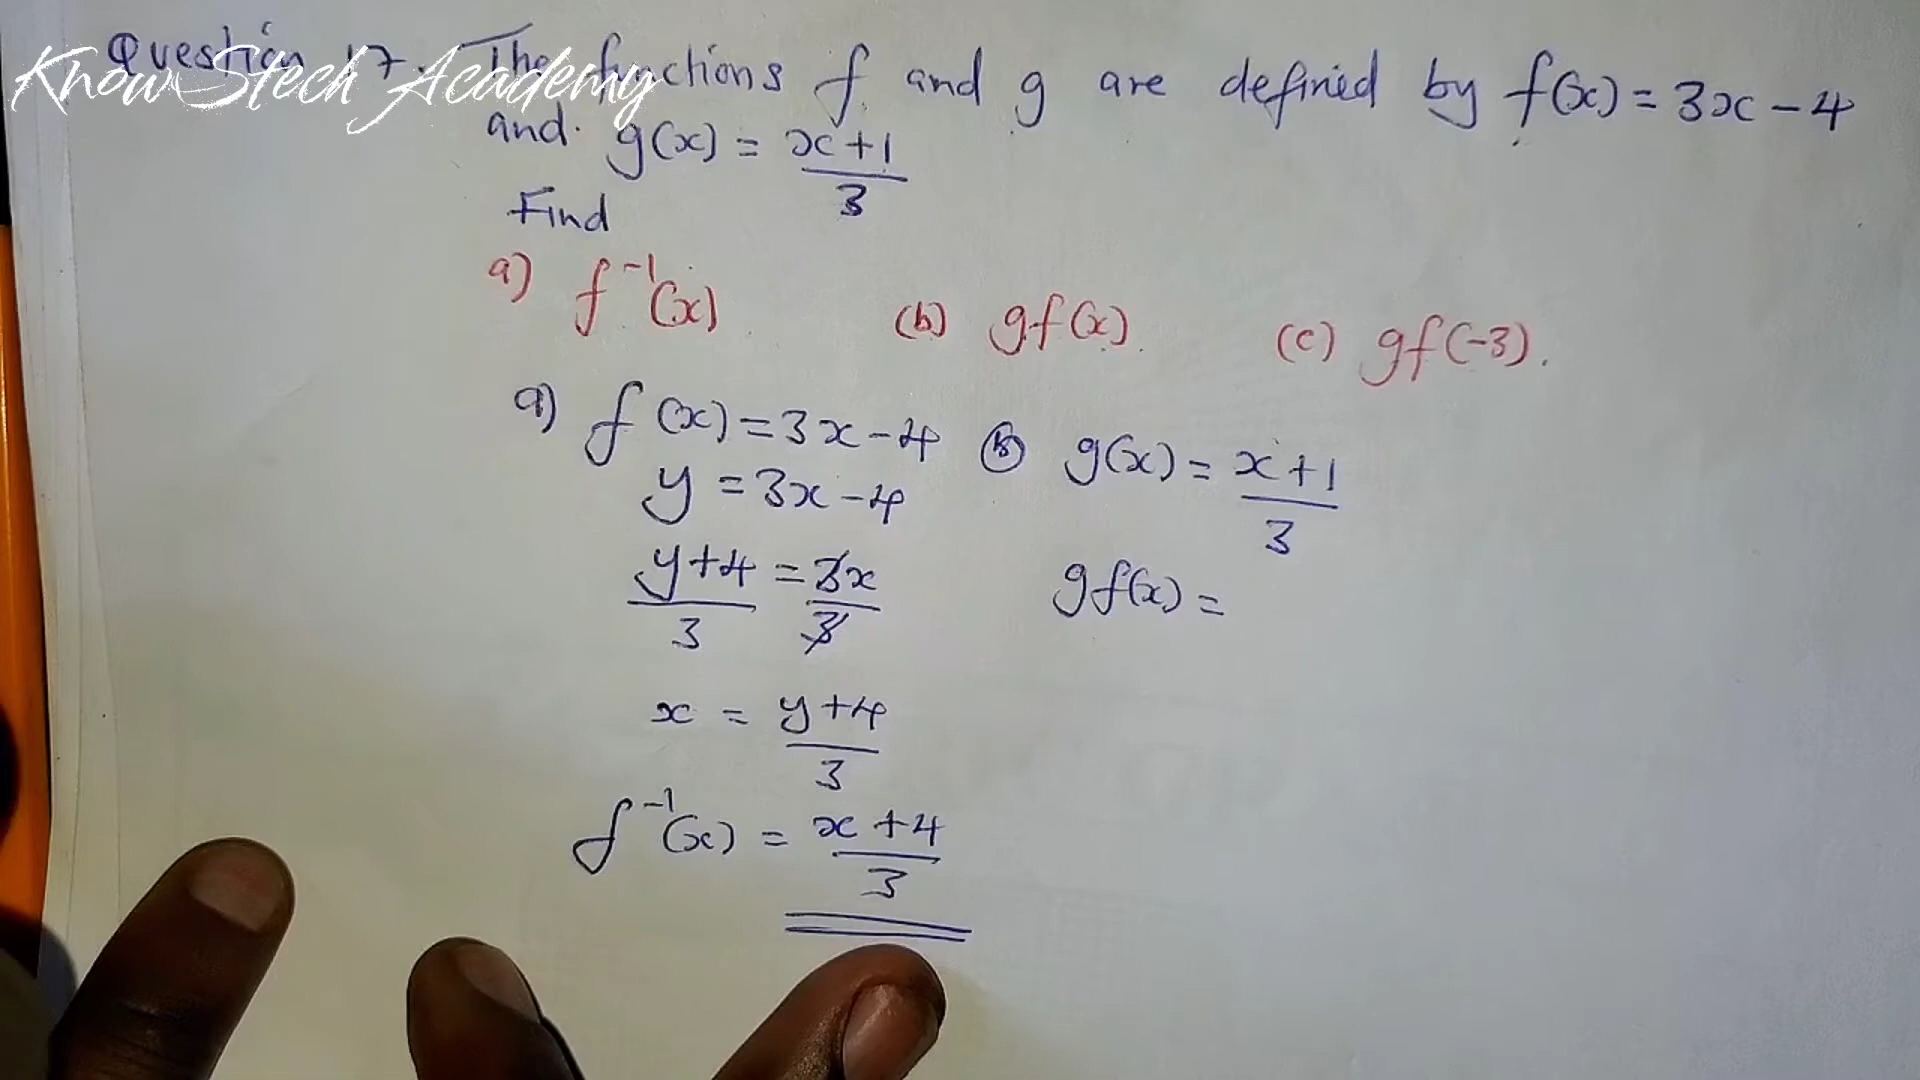 Question 17. The functions f and g are defined by f(x) = 3x - 4
Know Stech Academy
and g(x) = x+1/3
Find
a) f⁻¹(x) (b) gf(x) (c) gf(-3).
a) f(x) = 3x - 4 (b) g(x) = x+1/3
y = 3x - 4
y+4/3 = 3x/3 gf(x) =
x = y+4/3
f⁻¹(x) = x+4/3